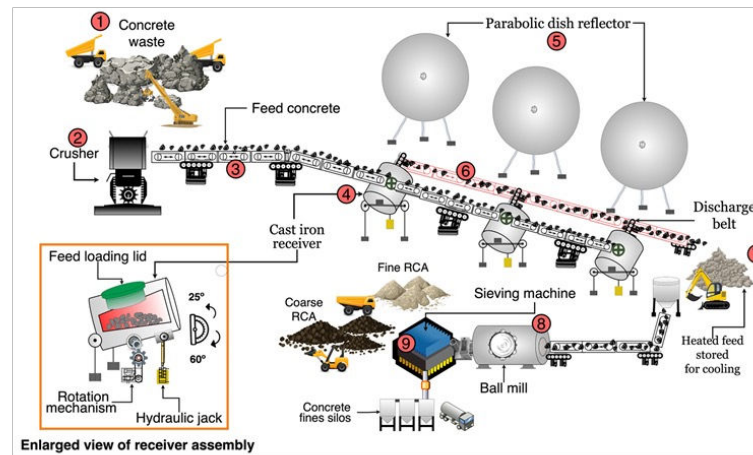 1
Concrete
waste
Parabolic dish reflector
5
2
Crusher
Feed concrete
3
6
4
Cast iron
receiver
Discharge
belt
Feed loading lid
25°
60°
Rotation
mechanism
Hydraulic jack
Enlarged view of receiver assembly
Fine RCA
Coarse
RCA
Sieving machine
8
9
Ball mill
Concrete
fines silos
Heated feed
stored
for cooling